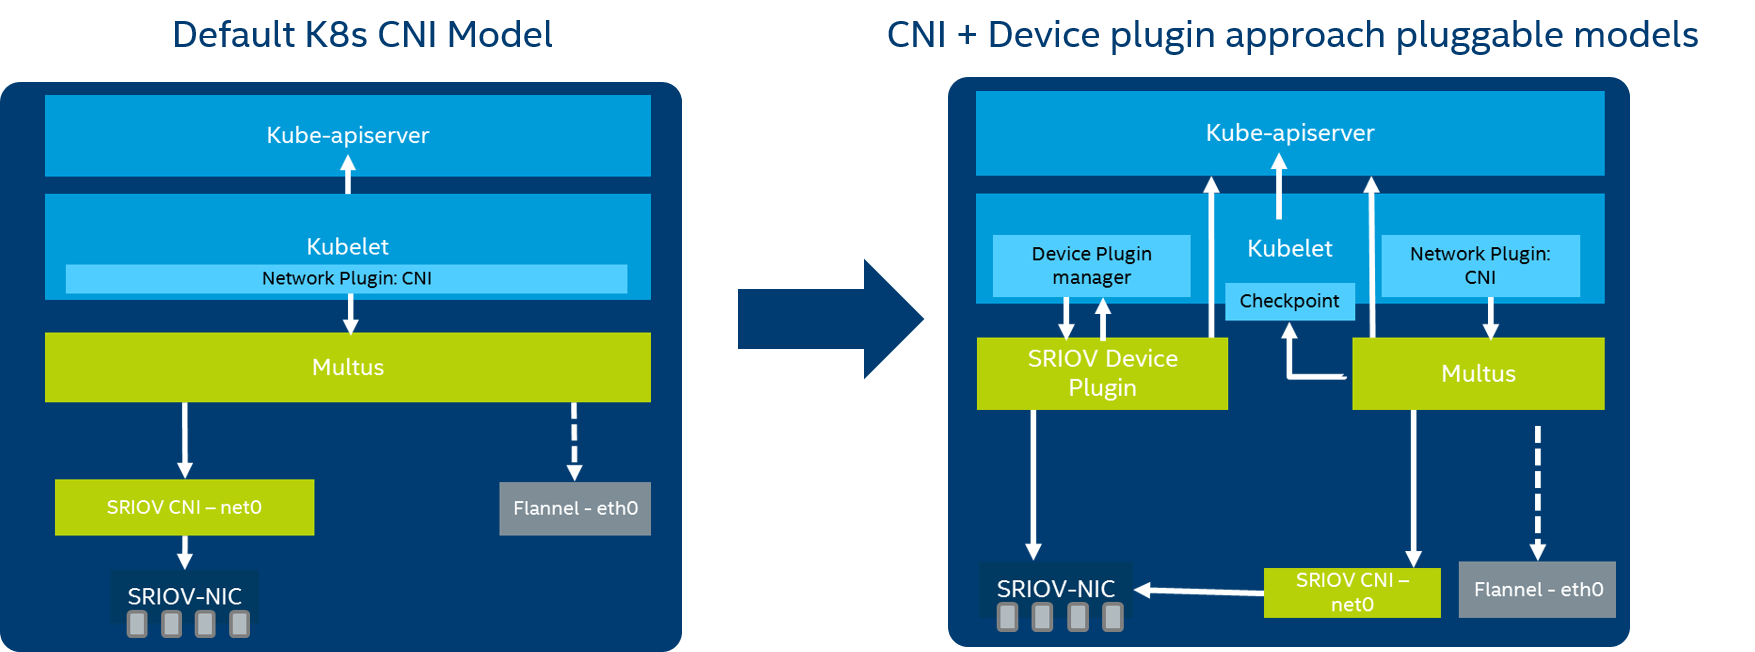 Default K8s CNI Model
CNI + Device plugin approach pluggable models
Kube-apiserver
Kubelet
Network Plugin: CNI
Multus
SRIOV CNI – net0
Flannel - eth0
SRIOV-NIC
Kube-apiserver
Device Plugin
manager
Kubelet
Network Plugin:
CNI
Checkpoint
SRIOV Device
Plugin
Multus
SRIOV-NIC
SRIOV CNI –
net0
Flannel - eth0